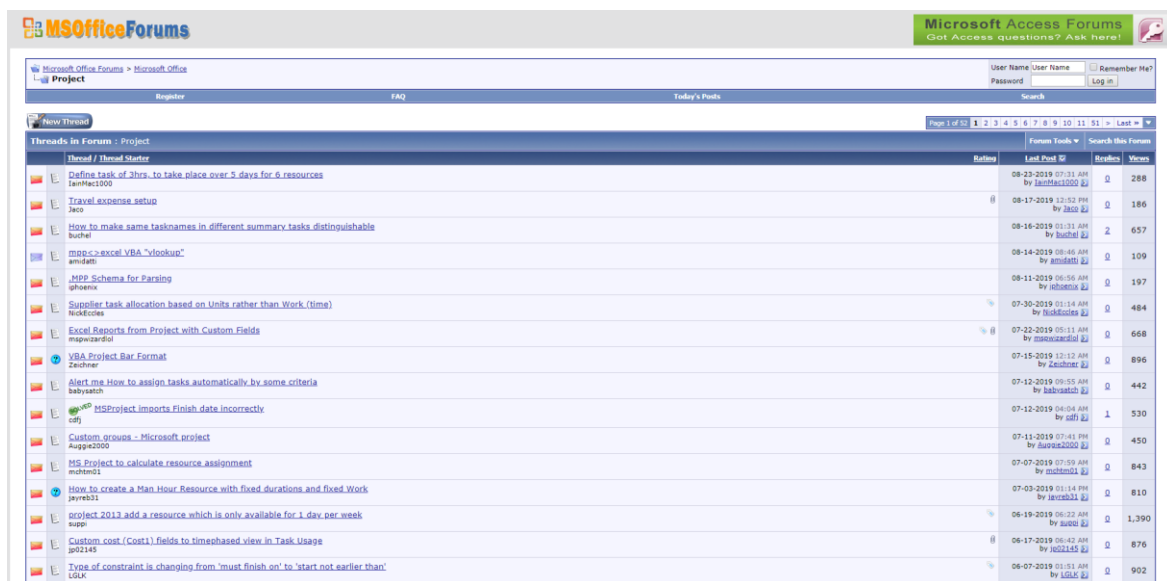 MSOfficeForums
Microsoft Access Forums
Got Access questions? Ask here!
Microsoft Office Forums > Microsoft Office
Project
User Name User Name Remember Me?
Password Log in
Register FAQ Today's Posts Search
New Thread
Page 1 of 52 1 2 3 4 5 6 7 8 9 10 11 51 > Last »
Threads in Forum : Project Forum Tools Search this Forum
Thread / Thread Starter Rating Last Post Replies Views
Define task of 3hrs, to take place over 5 days for 6 resources 08-23-2019 07:31 AM
IainMac1000 by IainMac1000 0 288
Travel expense setup 08-17-2019 12:52 PM
Jaco by Jaco 0 186
How to make same tasknames in different summary tasks distinguishable 08-16-2019 01:31 AM
buchel by buchel 2 657
mpp<>excel VBA "vlookup" 08-14-2019 08:46 AM
amidatti by amidatti 0 109
.MPP Schema for Parsing 08-11-2019 06:56 AM
iphoenix by iphoenix 0 197
Supplier task allocation based on Units rather than Work (time) 07-30-2019 01:14 AM
NickEccles by NickEccles 0 484
Excel Reports from Project with Custom Fields 07-22-2019 05:11 AM
mspwizardlol by mspwizardlol 0 668
VBA Project Bar Format 07-15-2019 12:12 AM
Zeichner by Zeichner 0 896
Alert me How to assign tasks automatically by some criteria 07-12-2019 09:55 AM
babysatch by babysatch 0 442
SOLVED MSProject imports Finish date incorrectly 07-12-2019 04:04 AM
cdfj by cdfj 1 530
Custom groups - Microsoft project 07-11-2019 07:41 PM
Auggie2000 by Auggie2000 0 450
MS Project to calculate resource assignment 07-07-2019 07:59 AM
mchtm01 by mchtm01 0 843
How to create a Man Hour Resource with fixed durations and fixed Work 07-03-2019 01:14 PM
jayreb31 by jayreb31 0 810
project 2013 add a resource which is only available for 1 day per week 06-19-2019 06:22 AM
suppi by suppi 0 1,390
Custom cost (Cost1) fields to timephased view in Task Usage 06-17-2019 06:42 AM
jp02145 by jp02145 0 876
Type of constraint is changing from 'must finish on' to 'start not earlier than' 06-07-2019 01:51 AM
LGLK by LGLK 0 902